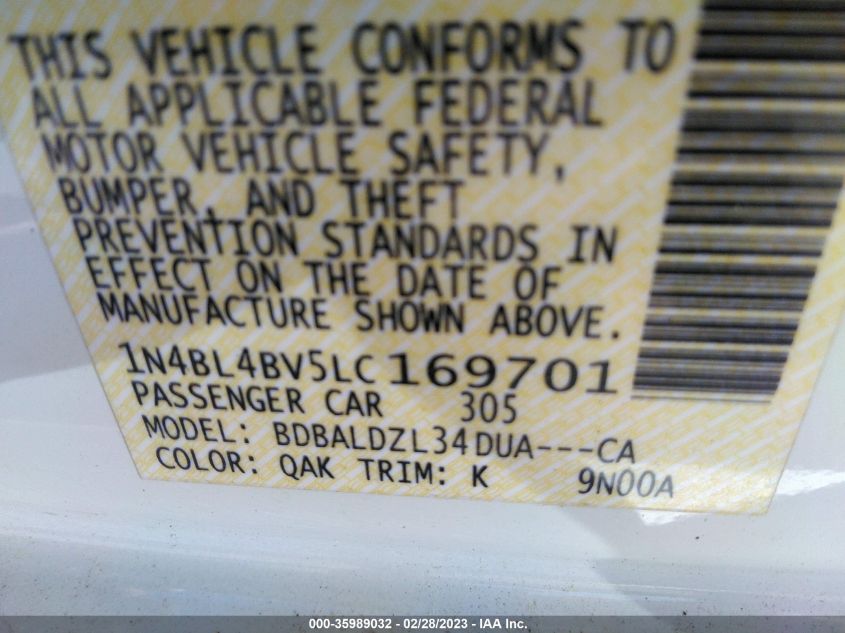 THIS VEHICLE CONFORMS TO
ALL APPLICABLE FEDERAL
MOTOR VEHICLE SAFETY,
BUMPER, AND THEFT
PREVENTION STANDARDS IN
EFFECT ON THE DATE OF
MANUFACTURE SHOWN ABOVE.
1N4BL4BV5LC169701
PASSENGER CAR 305
MODEL: BDBALDZL34DUA---CA
COLOR: QAK TRIM: K 9N00A
000-35989032 - 02/28/2023 - IAA Inc.